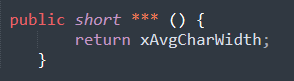 public short *** () {
return xAvgCharWidth;
}